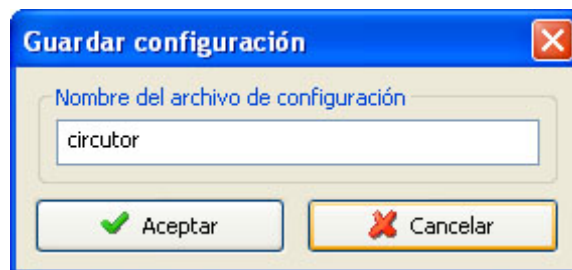 Guardar configuración
Nombre del archivo de configuración
circutor
Aceptar
Cancelar